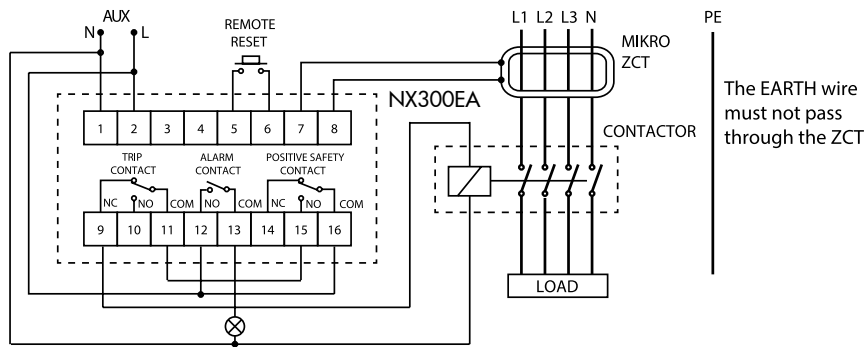 AUX
N L
REMOTE
RESET
L1 L2 L3 N
PE
MIKRO
ZCT
The EARTH wire
must not pass
through the ZCT
NX300EA
1 2 3 4 5 6 7 8
CONTACTOR
TRIP
CONTACT
ALARM
CONTACT
POSITIVE SAFETY
CONTACT
NC NO COM NO COM NC NO COM
9 10 11 12 13 14 15 16
LOAD